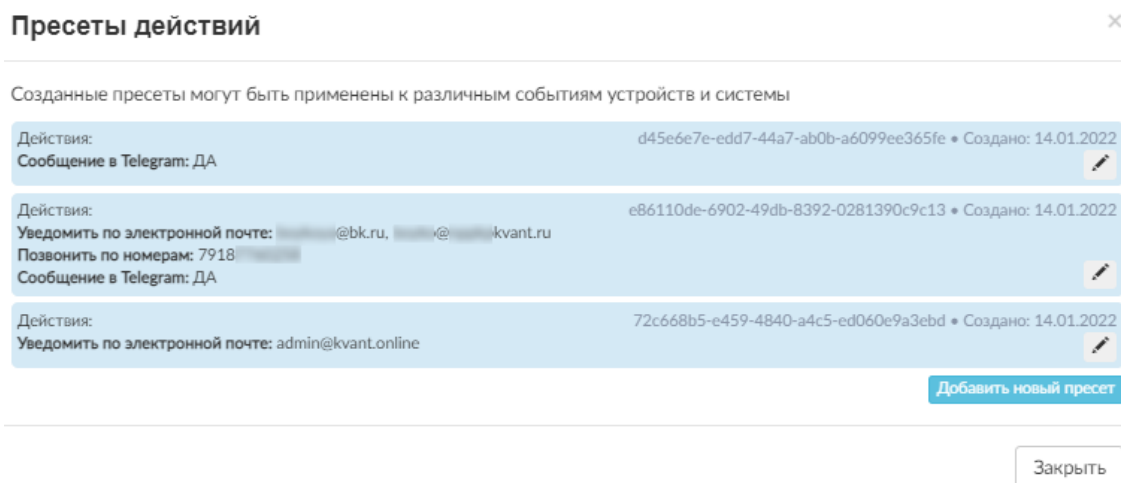 Пресеты действий
×
Созданные пресеты могут быть применены к различным событиям устройств и системы
Действия: d45e6e7e-edd7-44a7-ab0b-a6099ee365fe • Создано: 14.01.2022
Сообщение в Telegram: ДА
Действия: e86110de-6902-49db-8392-0281390c9c13 • Создано: 14.01.2022
Уведомить по электронной почте: @bk.ru, @ kvant.ru
Позвонить по номерам: 7918
Сообщение в Telegram: ДА
Действия: 72c668b5-e459-4840-a4c5-ed060e9a3ebd • Создано: 14.01.2022
Уведомить по электронной почте: admin@kvant.online
Добавить новый пресет
Закрыть